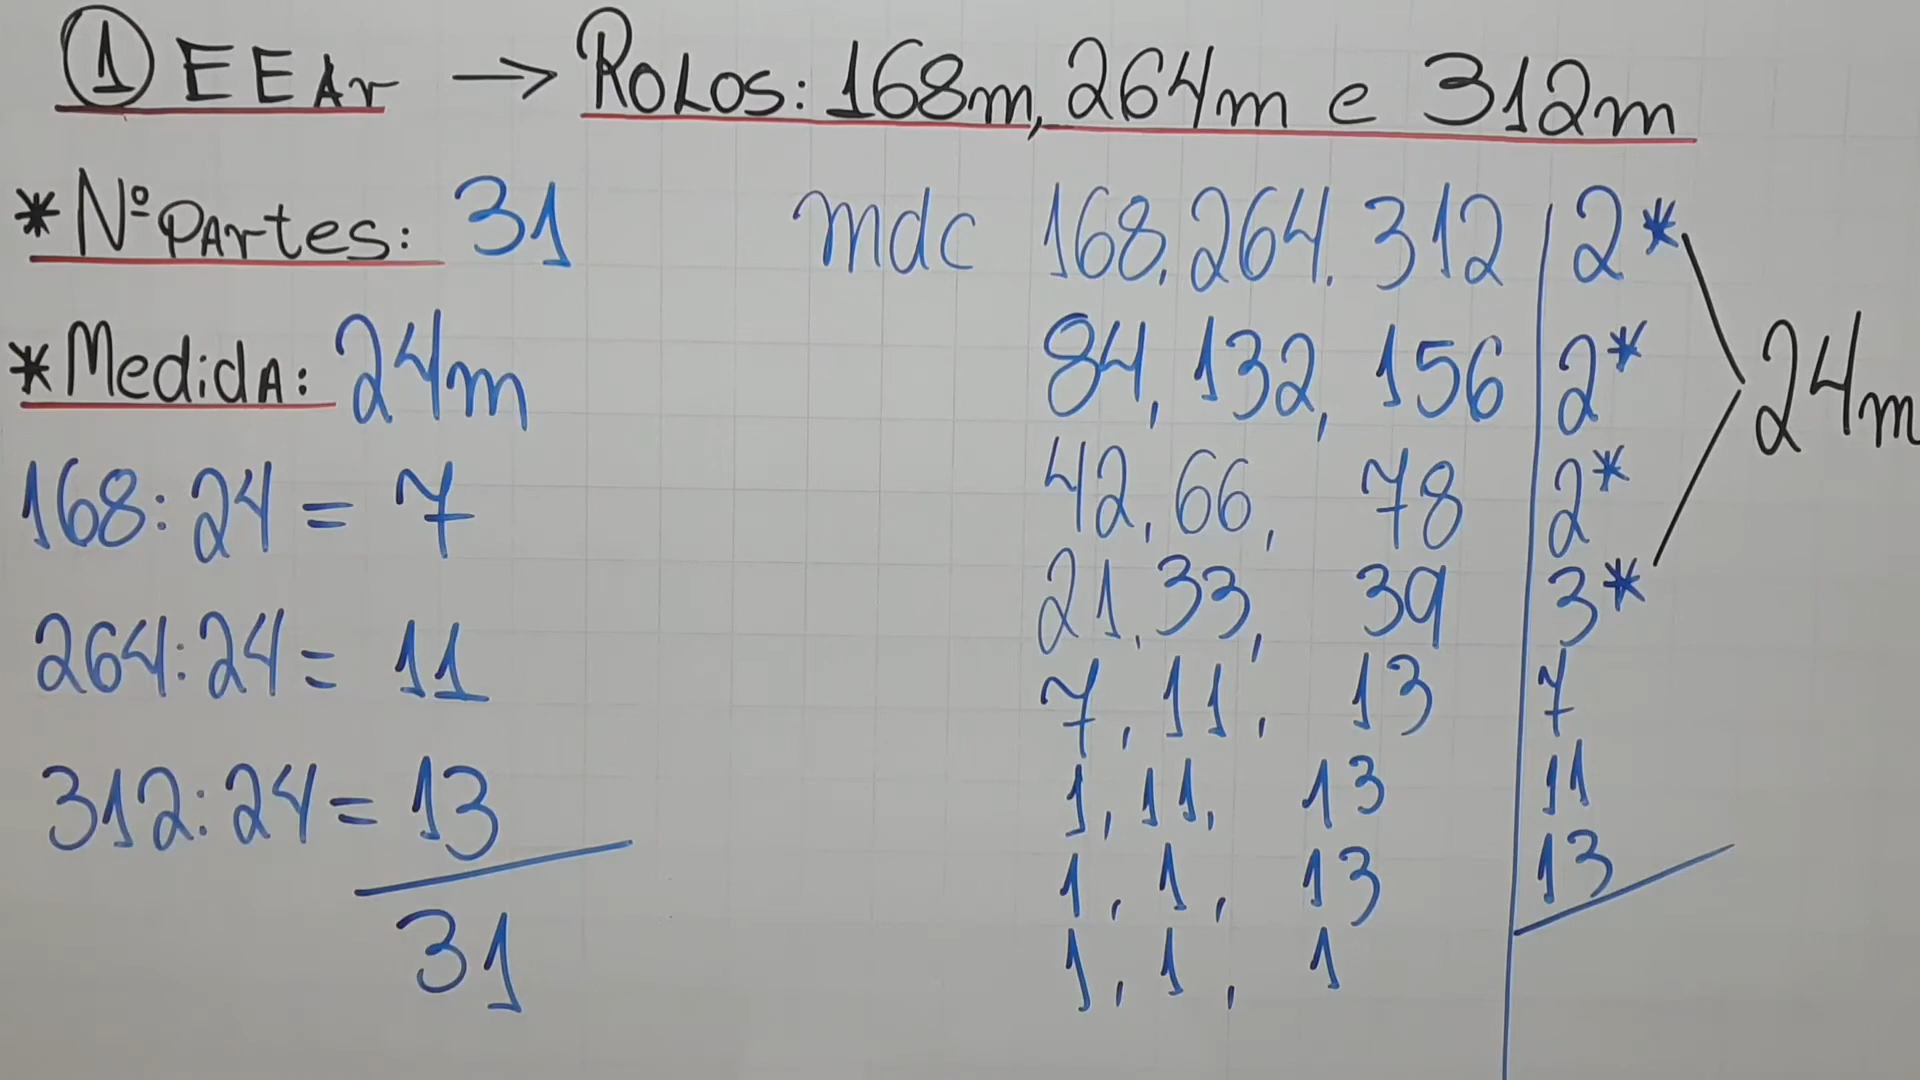 1 EEAr → Rolos: 168m, 264m e 312m
*Nº Partes: 31
*Medida: 24m
168:24 = 7
264:24 = 11
312:24 = 13
31
mdc 168, 264, 312 | 2*
84, 132, 156 | 2*
42, 66, 78 | 2*
21, 33, 39 | 3*
7, 11, 13 | 7
1, 11, 13 | 11
1, 1, 13 | 13
1, 1, 1
24m